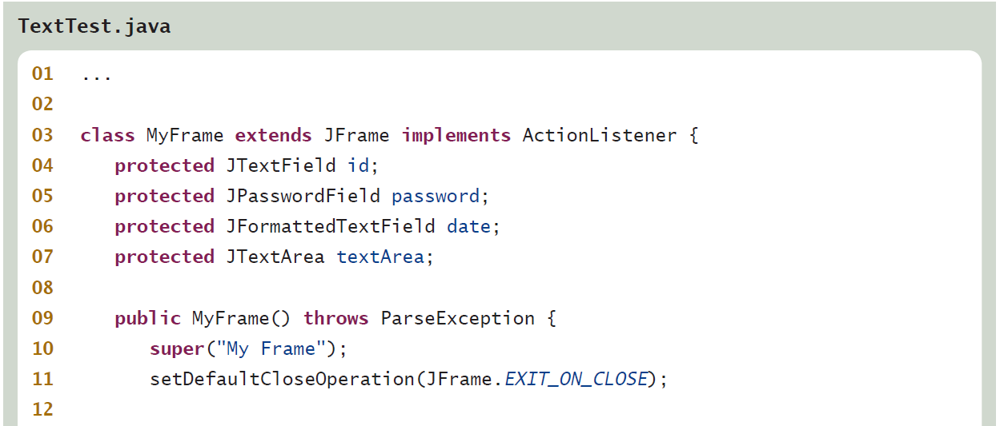 TextTest.java
01 ...
02
03 class MyFrame extends JFrame implements ActionListener {
04 protected JTextField id;
05 protected JPasswordField password;
06 protected JFormattedTextField date;
07 protected JTextArea textArea;
08
09 public MyFrame() throws ParseException {
10 super("My Frame");
11 setDefaultCloseOperation(JFrame.EXIT_ON_CLOSE);
12